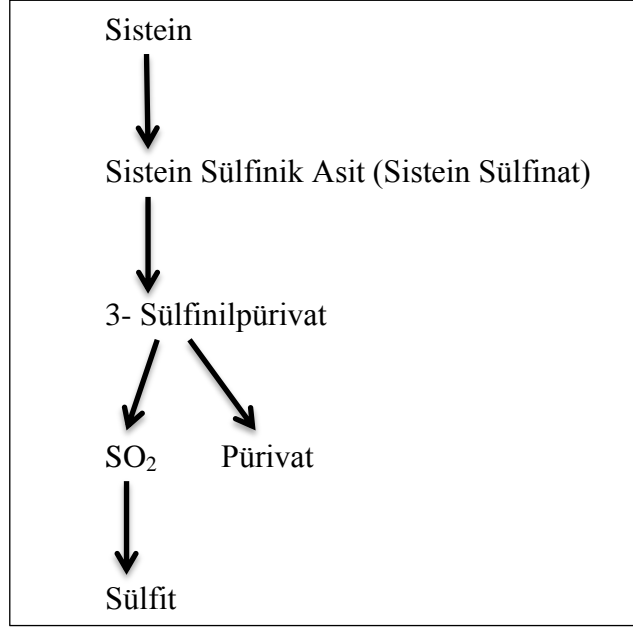 Sistein
Sistein Sülfinik Asit (Sistein Sülfinat)
3- Sülfinilpürivat
SO₂ Pürivat
Sülfit